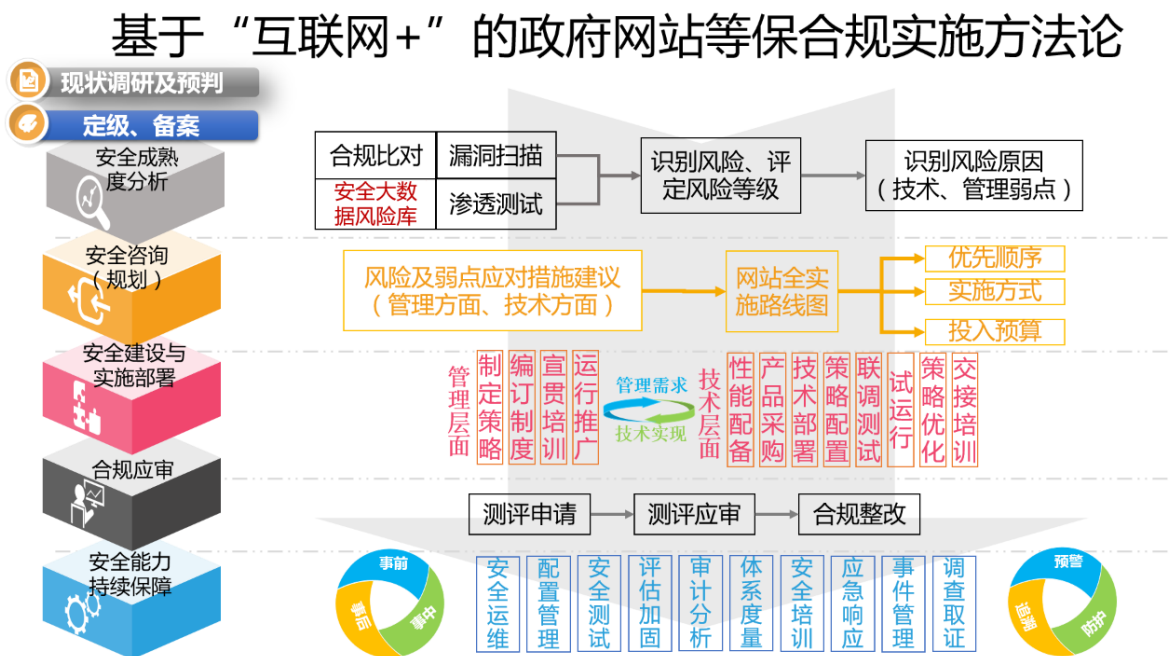 基于“互联网+”的政府网站等保合规实施方法论
现状调研及预判
定级、备案
安全成熟
度分析
合规比对
漏洞扫描
安全大数
据风险库
渗透测试
识别风险、评
定风险等级
识别风险原因
（技术、管理弱点）
安全咨询
（规划）
风险及弱点应对措施建议
（管理方面、技术方面）
网站全实
施路线图
优先顺序
实施方式
投入预算
安全建设与
实施部署
管理层面
制定策略
编订制度
宣贯培训
运行推广
管理需求
技术实现
技术层面
性能配备
产品采购
技术部署
策略配置
联调测试
试运行
策略优化
交接培训
合规应审
测评申请
测评应审
合规整改
安全能力
持续保障
事前
事中
事后
安全运维
配置管理
安全测试
评估加固
审计分析
体系度量
安全培训
应急响应
事件管理
调查取证
预警
防护
追溯